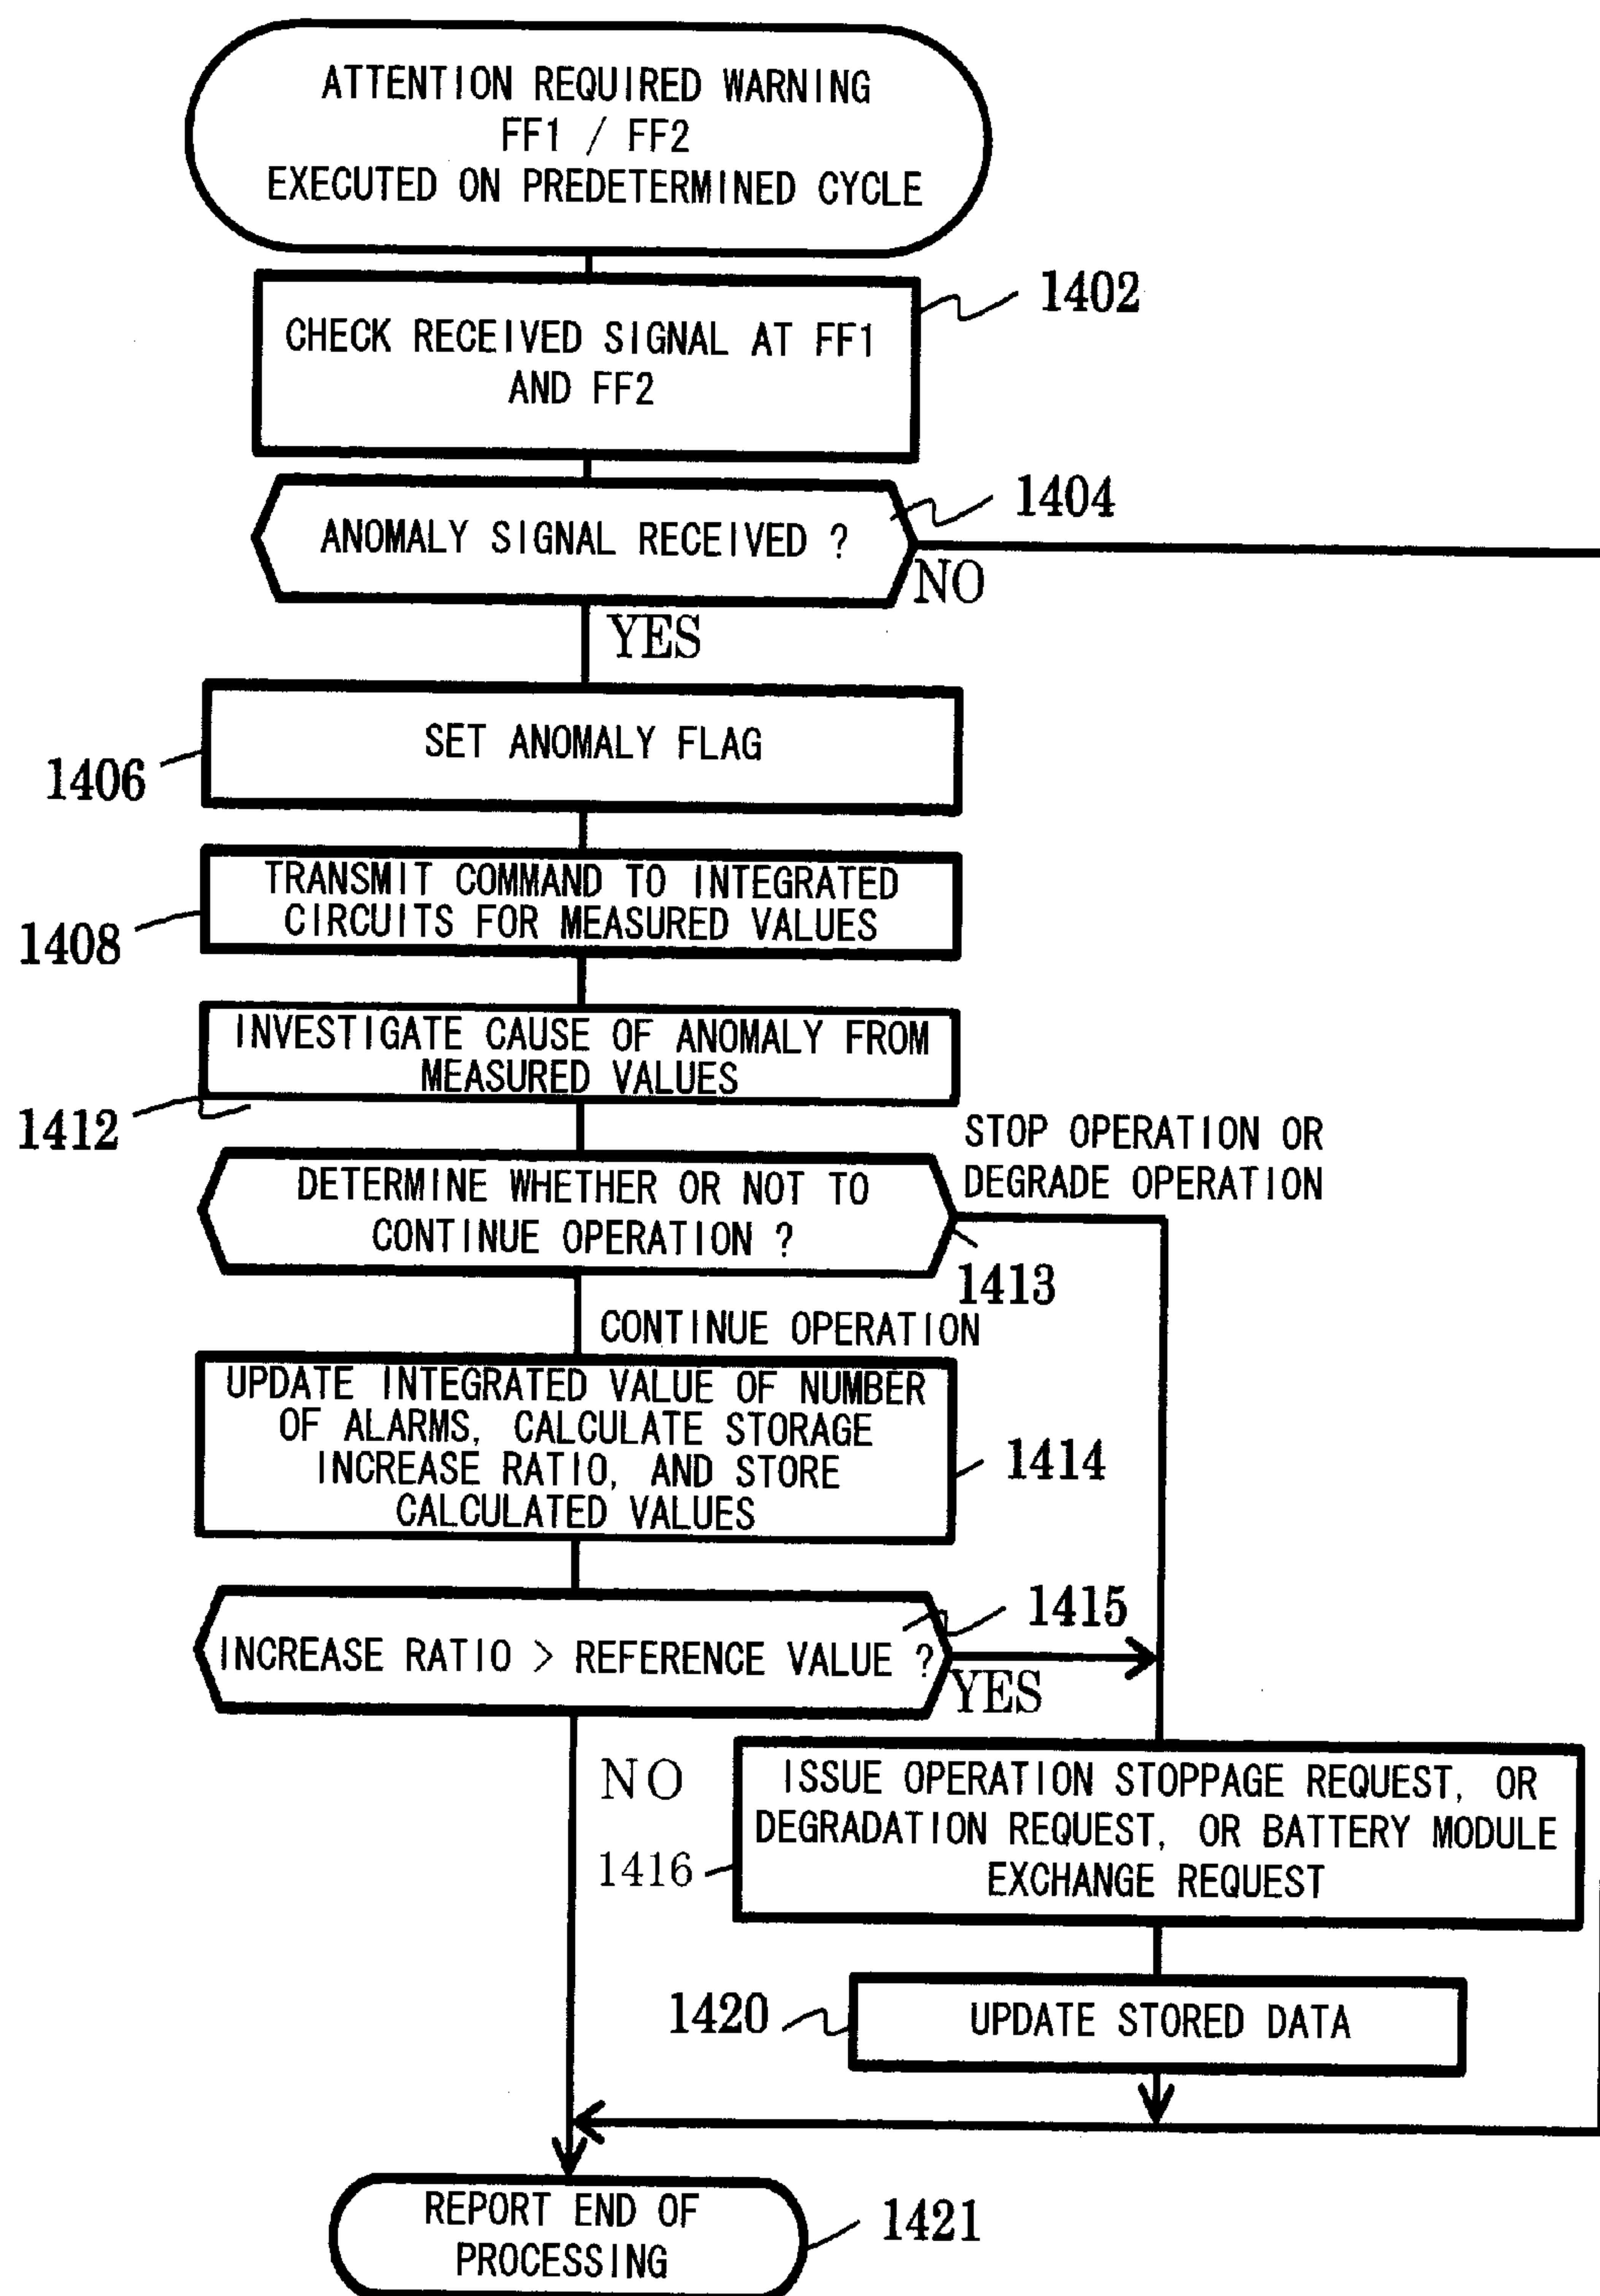 ATTENTION REQUIRED WARNING
FF1 / FF2
EXECUTED ON PREDETERMINED CYCLE
1402
CHECK RECEIVED SIGNAL AT FF1
AND FF2
1404
ANOMALY SIGNAL RECEIVED ?
NO
YES
1406
SET ANOMALY FLAG
1408
TRANSMIT COMMAND TO INTEGRATED
CIRCUITS FOR MEASURED VALUES
1412
INVESTIGATE CAUSE OF ANOMALY FROM
MEASURED VALUES
STOP OPERATION OR
DEGRADE OPERATION
DETERMINE WHETHER OR NOT TO
CONTINUE OPERATION ?
1413
CONTINUE OPERATION
UPDATE INTEGRATED VALUE OF NUMBER
OF ALARMS, CALCULATE STORAGE
INCREASE RATIO, AND STORE
CALCULATED VALUES
1414
1415
INCREASE RATIO > REFERENCE VALUE ?
YES
NO
ISSUE OPERATION STOPPAGE REQUEST, OR
DEGRADATION REQUEST, OR BATTERY MODULE
EXCHANGE REQUEST
1416
1420
UPDATE STORED DATA
REPORT END OF
PROCESSING
1421